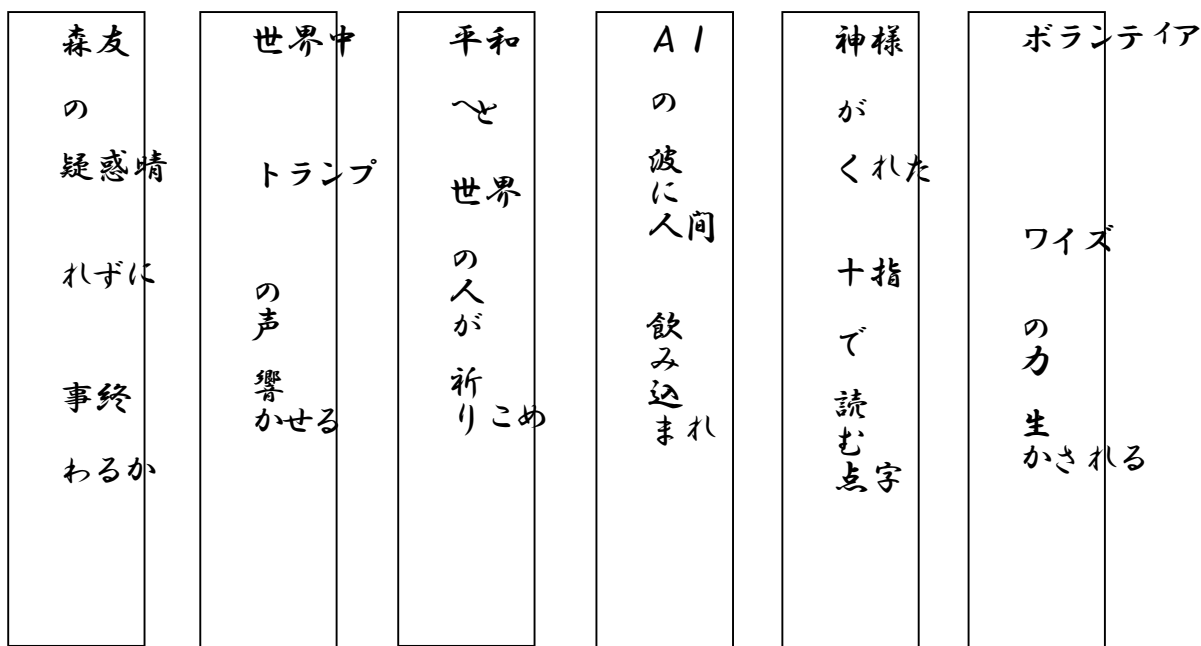 ボランティア ワイズの力 生かされる
神様がくれた 十指で読む点字
AIの波に人間 飲み込まれ
平和へと 世界の人が 祈りこめ
世界中 トランプの声 響かせる
森友の疑惑晴れずに 事終わるか